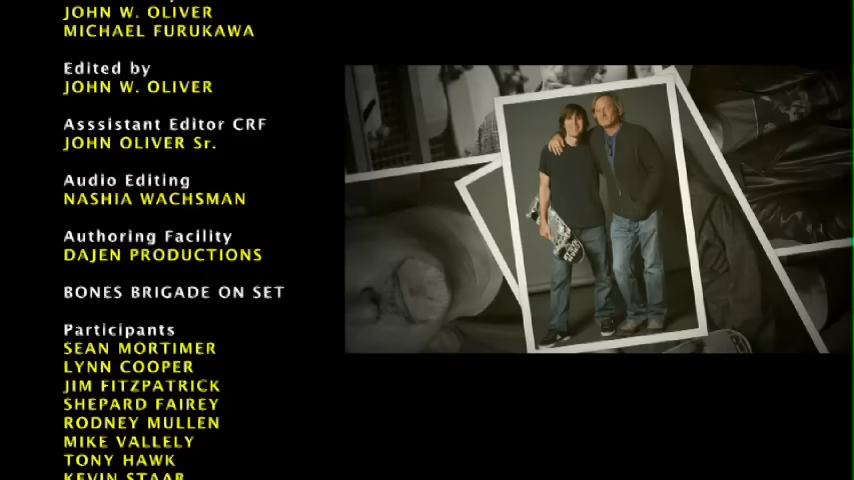 JOHN W. OLIVER
MICHAEL FURUKAWA
Edited by
JOHN W. OLIVER
Asssistant Editor CRF
JOHN OLIVER Sr.
Audio Editing
NASHIA WACHSMAN
Authoring Facility
DAJEN PRODUCTIONS
BONES BRIGADE ON SET
Participants
SEAN MORTIMER
LYNN COOPER
JIM FITZPATRICK
SHEPARD FAIREY
RODNEY MULLEN
MIKE VALLELY
TONY HAWK
KEVIN STAAB